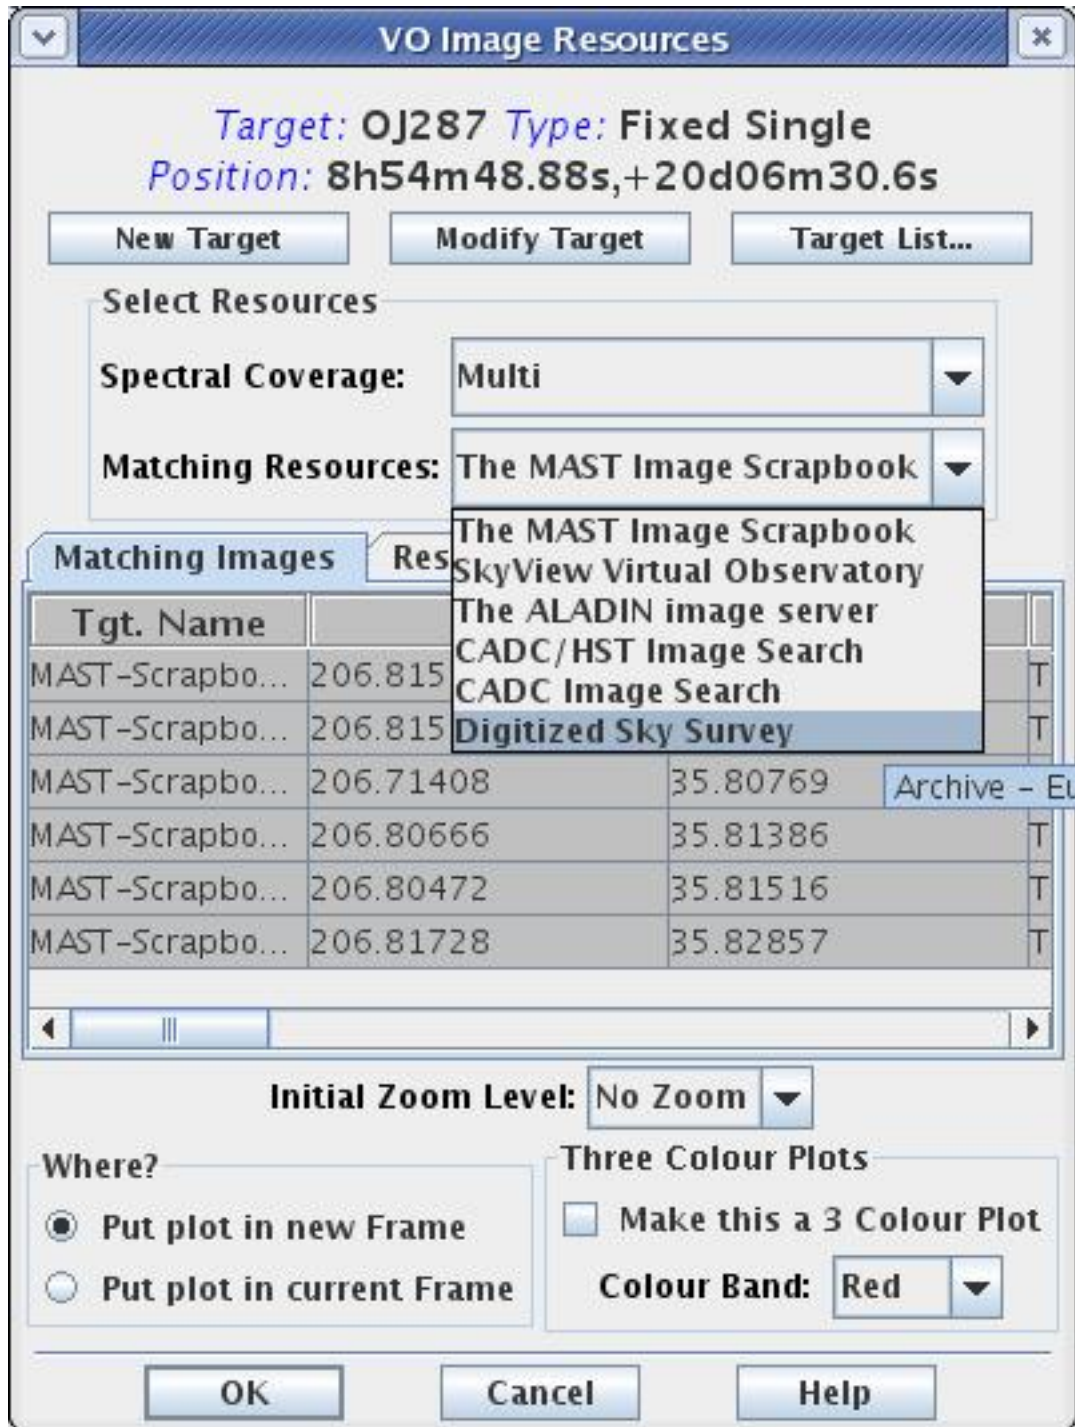 VO Image Resources
Target: OJ287 Type: Fixed Single
Position: 8h54m48.88s,+20d06m30.6s
New Target Modify Target Target List...
Select Resources
Spectral Coverage: Multi
Matching Resources: The MAST Image Scrapbook
The MAST Image Scrapbook
SkyView Virtual Observatory
The ALADIN image server
CADC/HST Image Search
CADC Image Search
Digitized Sky Survey
Matching Images Res
Tgt. Name
MAST-Scrapbo... 206.815 T
MAST-Scrapbo... 206.815 T
MAST-Scrapbo... 206.71408 35.80769 Archive - Eu
MAST-Scrapbo... 206.80666 35.81386 T
MAST-Scrapbo... 206.80472 35.81516 T
MAST-Scrapbo... 206.81728 35.82857 T
Initial Zoom Level: No Zoom
Where?
Put plot in new Frame
Put plot in current Frame
Three Colour Plots
Make this a 3 Colour Plot
Colour Band: Red
OK Cancel Help